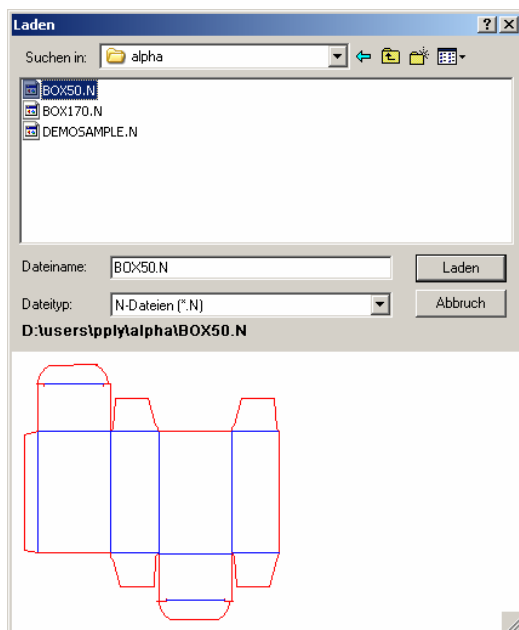 Laden
Suchen in: alpha
BOX50.N
BOX170.N
DEMOSAMPLE.N
Dateiname: BOX50.N Laden
Dateityp: N-Dateien (*.N) Abbruch
D:\users\pply\alpha\BOX50.N